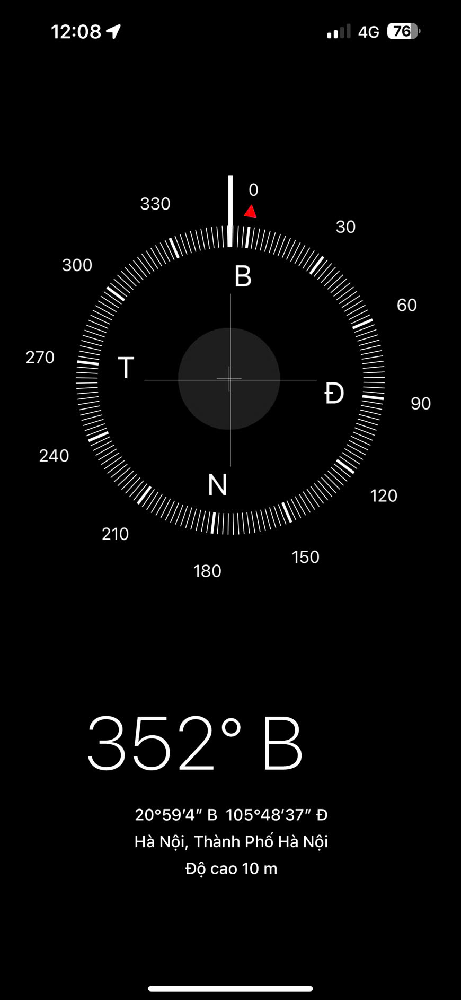 12:08 4G 76
0
330
30
300
B
60
270
T
Đ
90
240
N
120
210
150
180
352° B
20°59’4” B 105°48’37” Đ
Hà Nội, Thành Phố Hà Nội
Độ cao 10 m